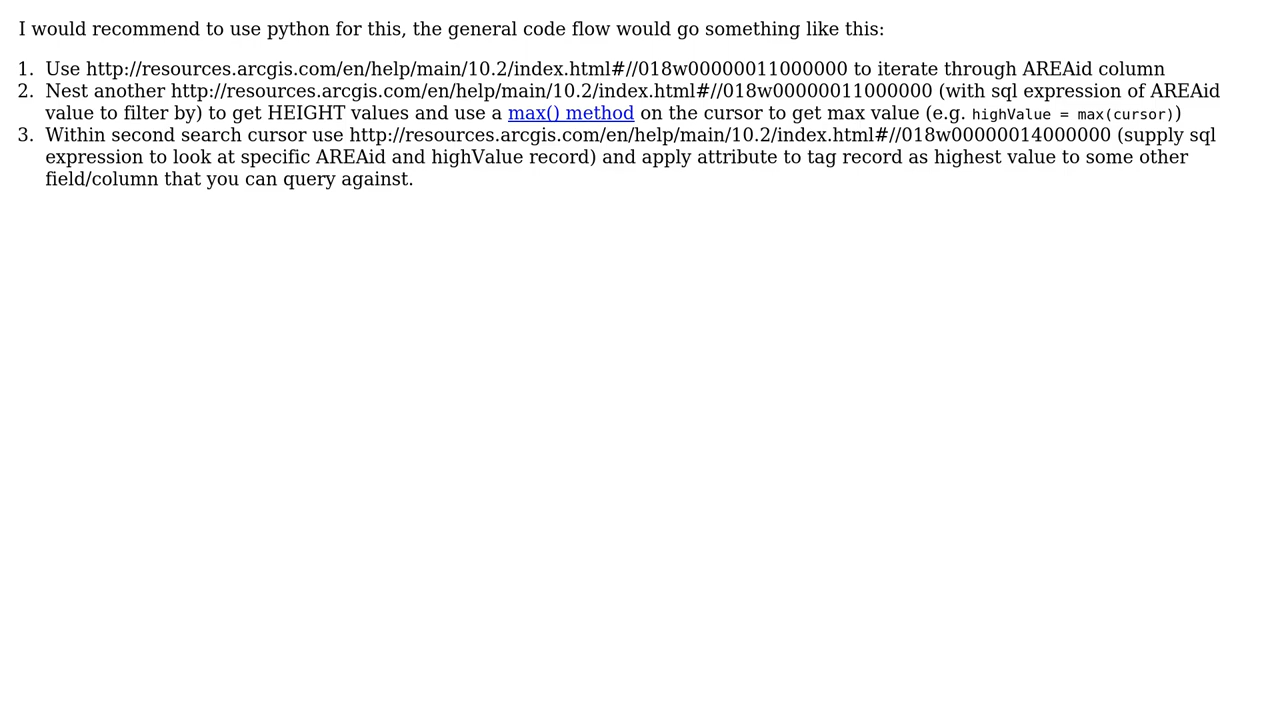 I would recommend to use python for this, the general code flow would go something like this:
1. Use http://resources.arcgis.com/en/help/main/10.2/index.html#//018w00000011000000 to iterate through AREAid column
2. Nest another http://resources.arcgis.com/en/help/main/10.2/index.html#//018w00000011000000 (with sql expression of AREAid
value to filter by) to get HEIGHT values and use a max() method on the cursor to get max value (e.g. highValue = max(cursor))
3. Within second search cursor use http://resources.arcgis.com/en/help/main/10.2/index.html#//018w00000014000000 (supply sql
expression to look at specific AREAid and highValue record) and apply attribute to tag record as highest value to some other
field/column that you can query against.